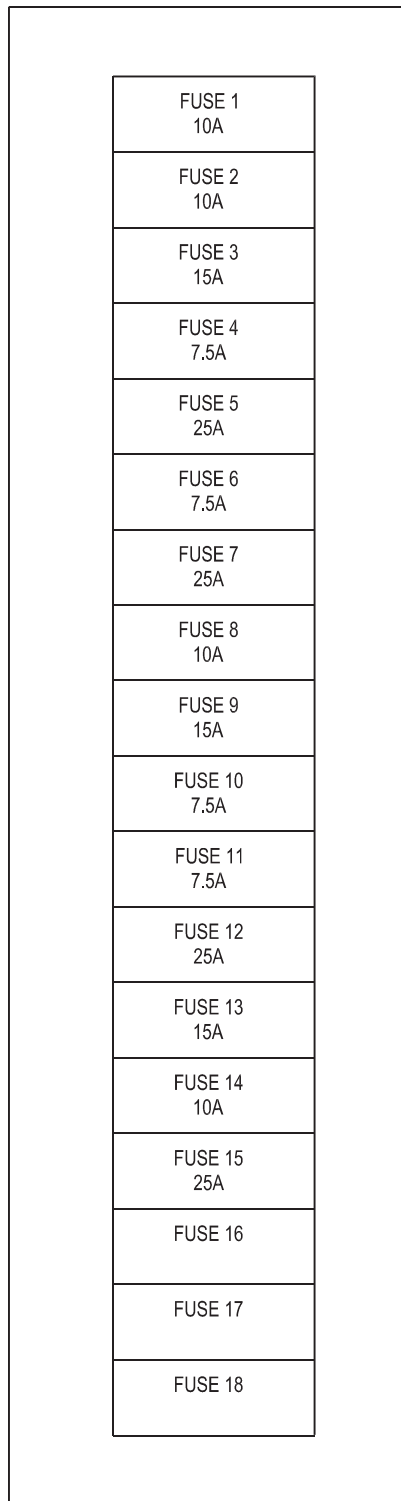 FUSE 1
10A
FUSE 2
10A
FUSE 3
15A
FUSE 4
7.5A
FUSE 5
25A
FUSE 6
7.5A
FUSE 7
25A
FUSE 8
10A
FUSE 9
15A
FUSE 10
7.5A
FUSE 11
7.5A
FUSE 12
25A
FUSE 13
15A
FUSE 14
10A
FUSE 15
25A
FUSE 16
FUSE 17
FUSE 18